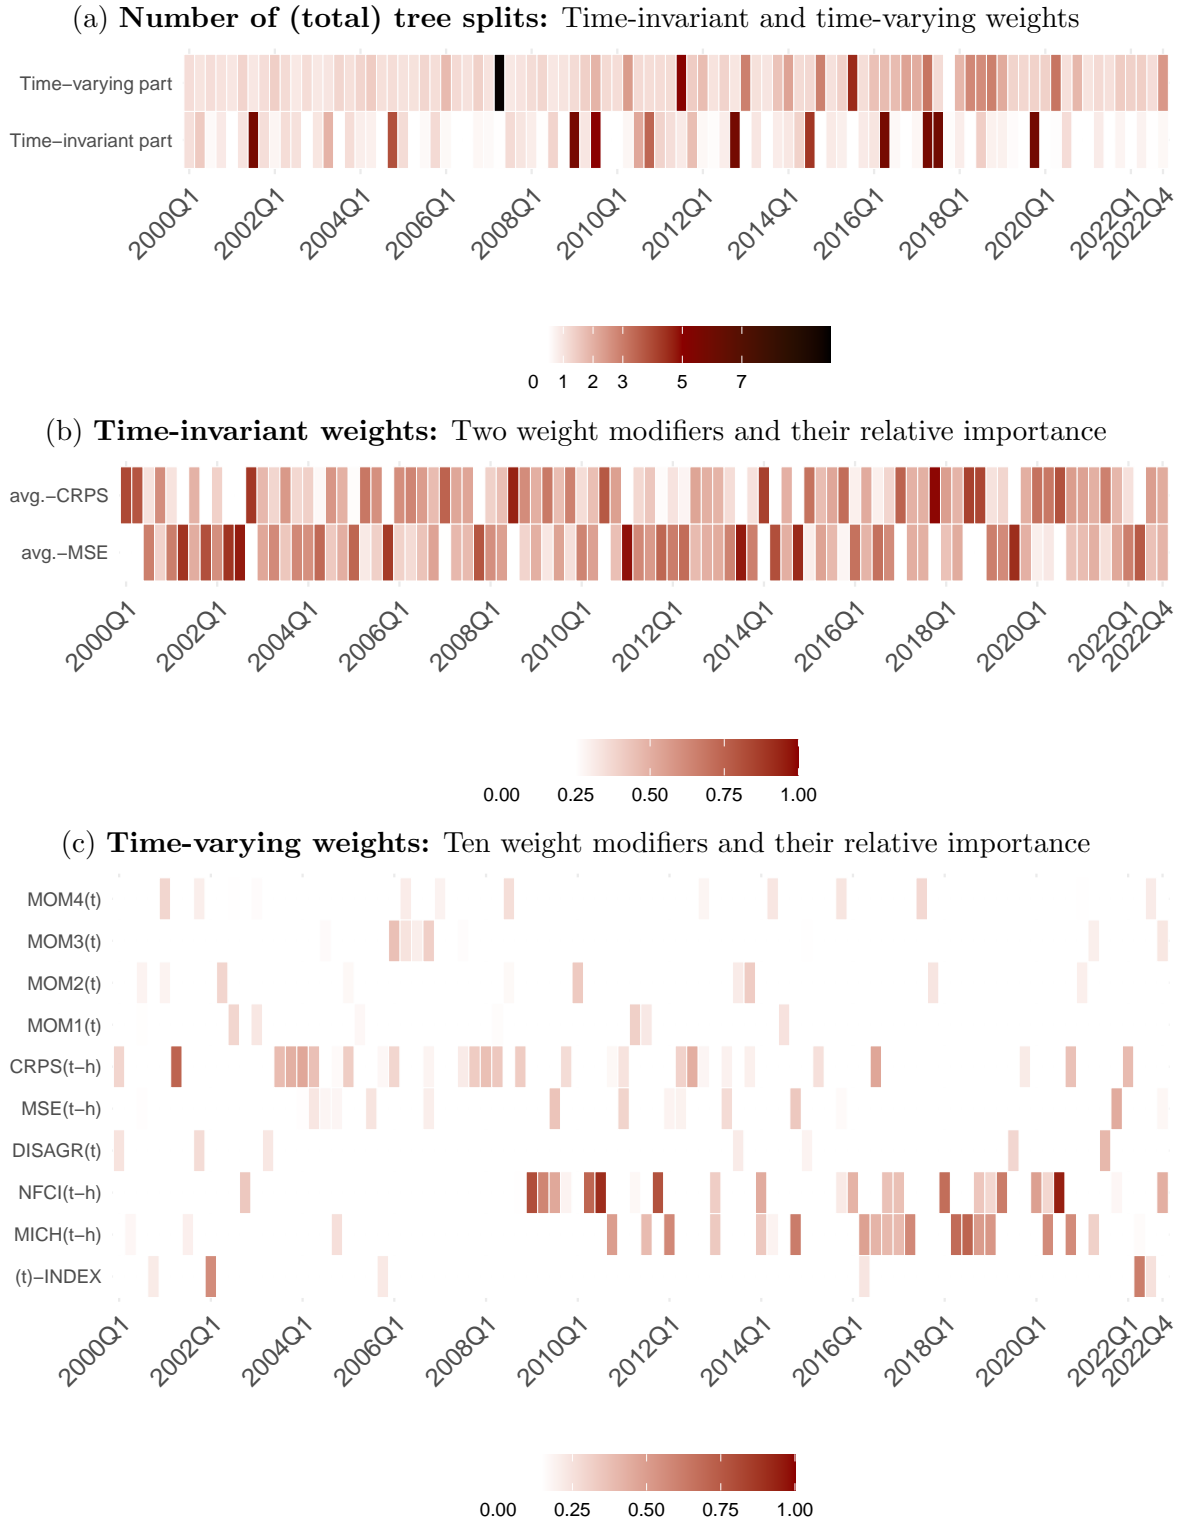 (a) Number of (total) tree splits: Time-invariant and time-varying weights
Time−varying part
Time−invariant part
2000Q1 2002Q1 2004Q1 2006Q1 2008Q1 2010Q1 2012Q1 2014Q1 2016Q1 2018Q1 2020Q1 2022Q1 2022Q4
0 1 2 3 5 7
(b) Time-invariant weights: Two weight modifiers and their relative importance
avg.−CRPS
avg.−MSE
2000Q1 2002Q1 2004Q1 2006Q1 2008Q1 2010Q1 2012Q1 2014Q1 2016Q1 2018Q1 2020Q1 2022Q1 2022Q4
0.00 0.25 0.50 0.75 1.00
(c) Time-varying weights: Ten weight modifiers and their relative importance
MOM4(t)
MOM3(t)
MOM2(t)
MOM1(t)
CRPS(t−h)
MSE(t−h)
DISAGR(t)
NFCI(t−h)
MICH(t−h)
(t)−INDEX
2000Q1 2002Q1 2004Q1 2006Q1 2008Q1 2010Q1 2012Q1 2014Q1 2016Q1 2018Q1 2020Q1 2022Q1 2022Q4
0.00 0.25 0.50 0.75 1.00